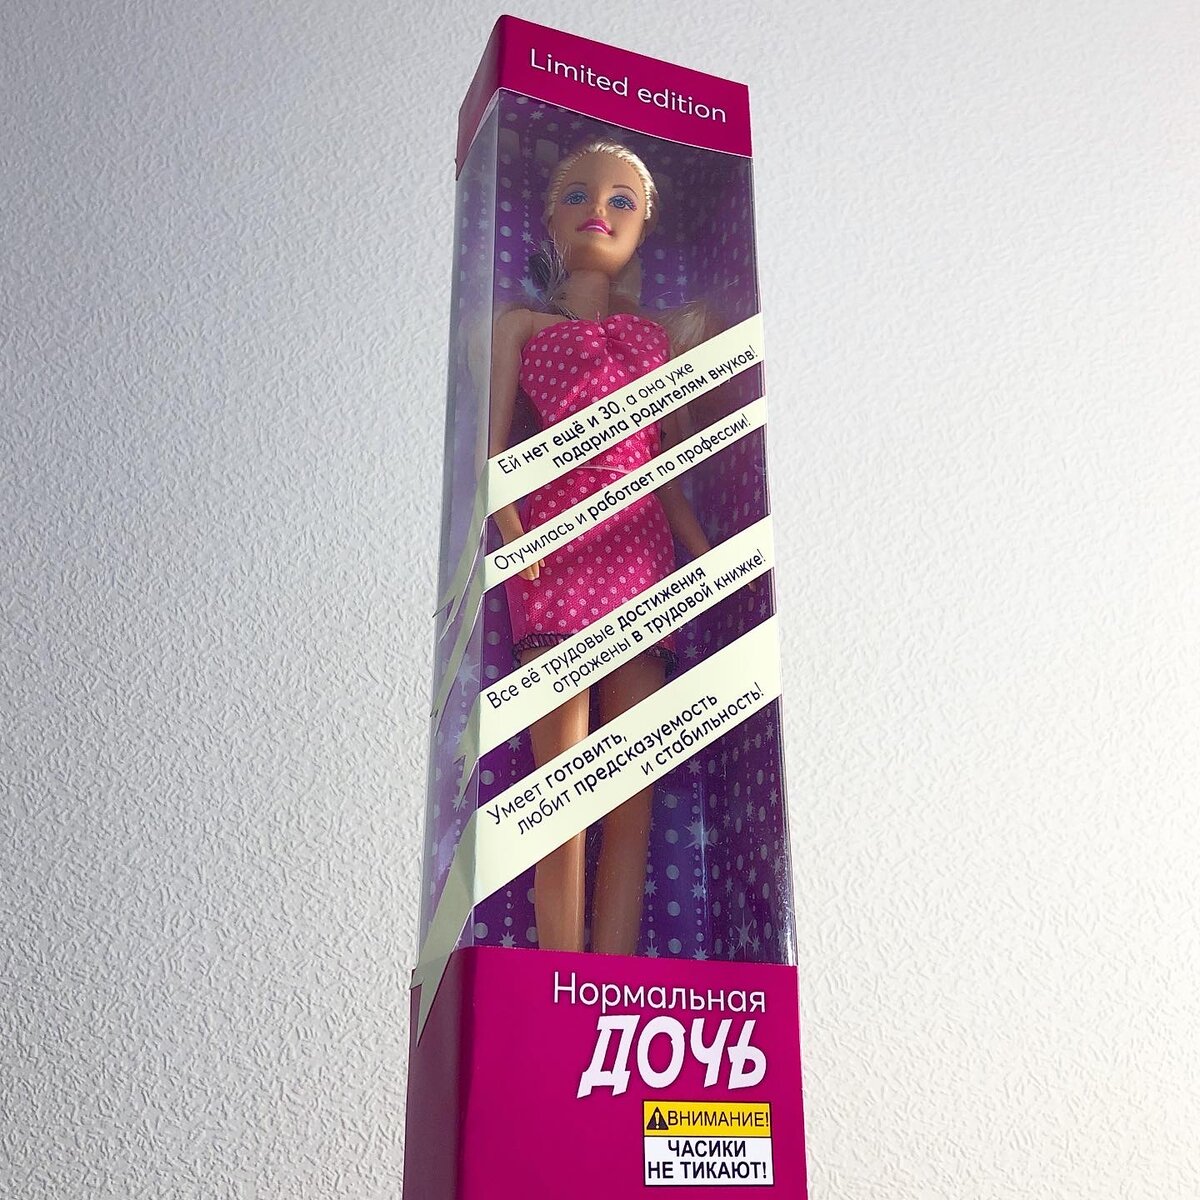 Limited edition
Ей нет ещё и 30, а она уже
подарила родителям внуков!
Отучилась и работает по профессии!
Все её трудовые достижения
отражены в трудовой книжке!
Умеет готовить,
любит предсказуемость
и стабильность!
Нормальная
ДОЧЬ
ВНИМАНИЕ!
ЧАСИКИ
НЕ ТИКАЮТ!